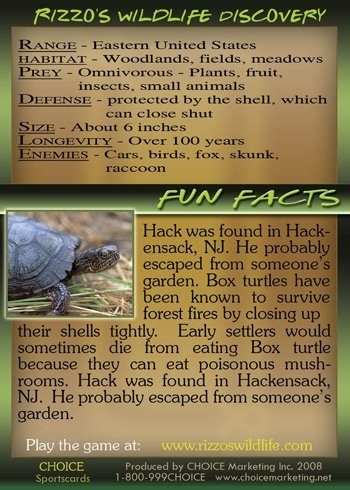 Rizzo's Wildlife Discovery
Range - Eastern United States
habitat - Woodlands, fields, meadows
Prey - Omnivorous - Plants, fruit,
insects, small animals
Defense - protected by the shell, which
can close shut
Size - About 6 inches
Longevity - Over 100 years
Enemies - Cars, birds, fox, skunk,
raccoon
FUN FACTS
Hack was found in Hack-
ensack, NJ. He probably
escaped from someone's
garden. Box turtles have
been known to survive
forest fires by closing up
their shells tightly. Early settlers would
sometimes die from eating Box turtle
because they can eat poisonous mush-
rooms. Hack was found in Hackensack,
NJ. He probably escaped from someone's
garden.
Play the game at: www.rizzoswildlife.com
CHOICE
Sportscards
Produced by CHOICE Marketing Inc. 2008
1-800-999CHOICE www.choicemarketing.net